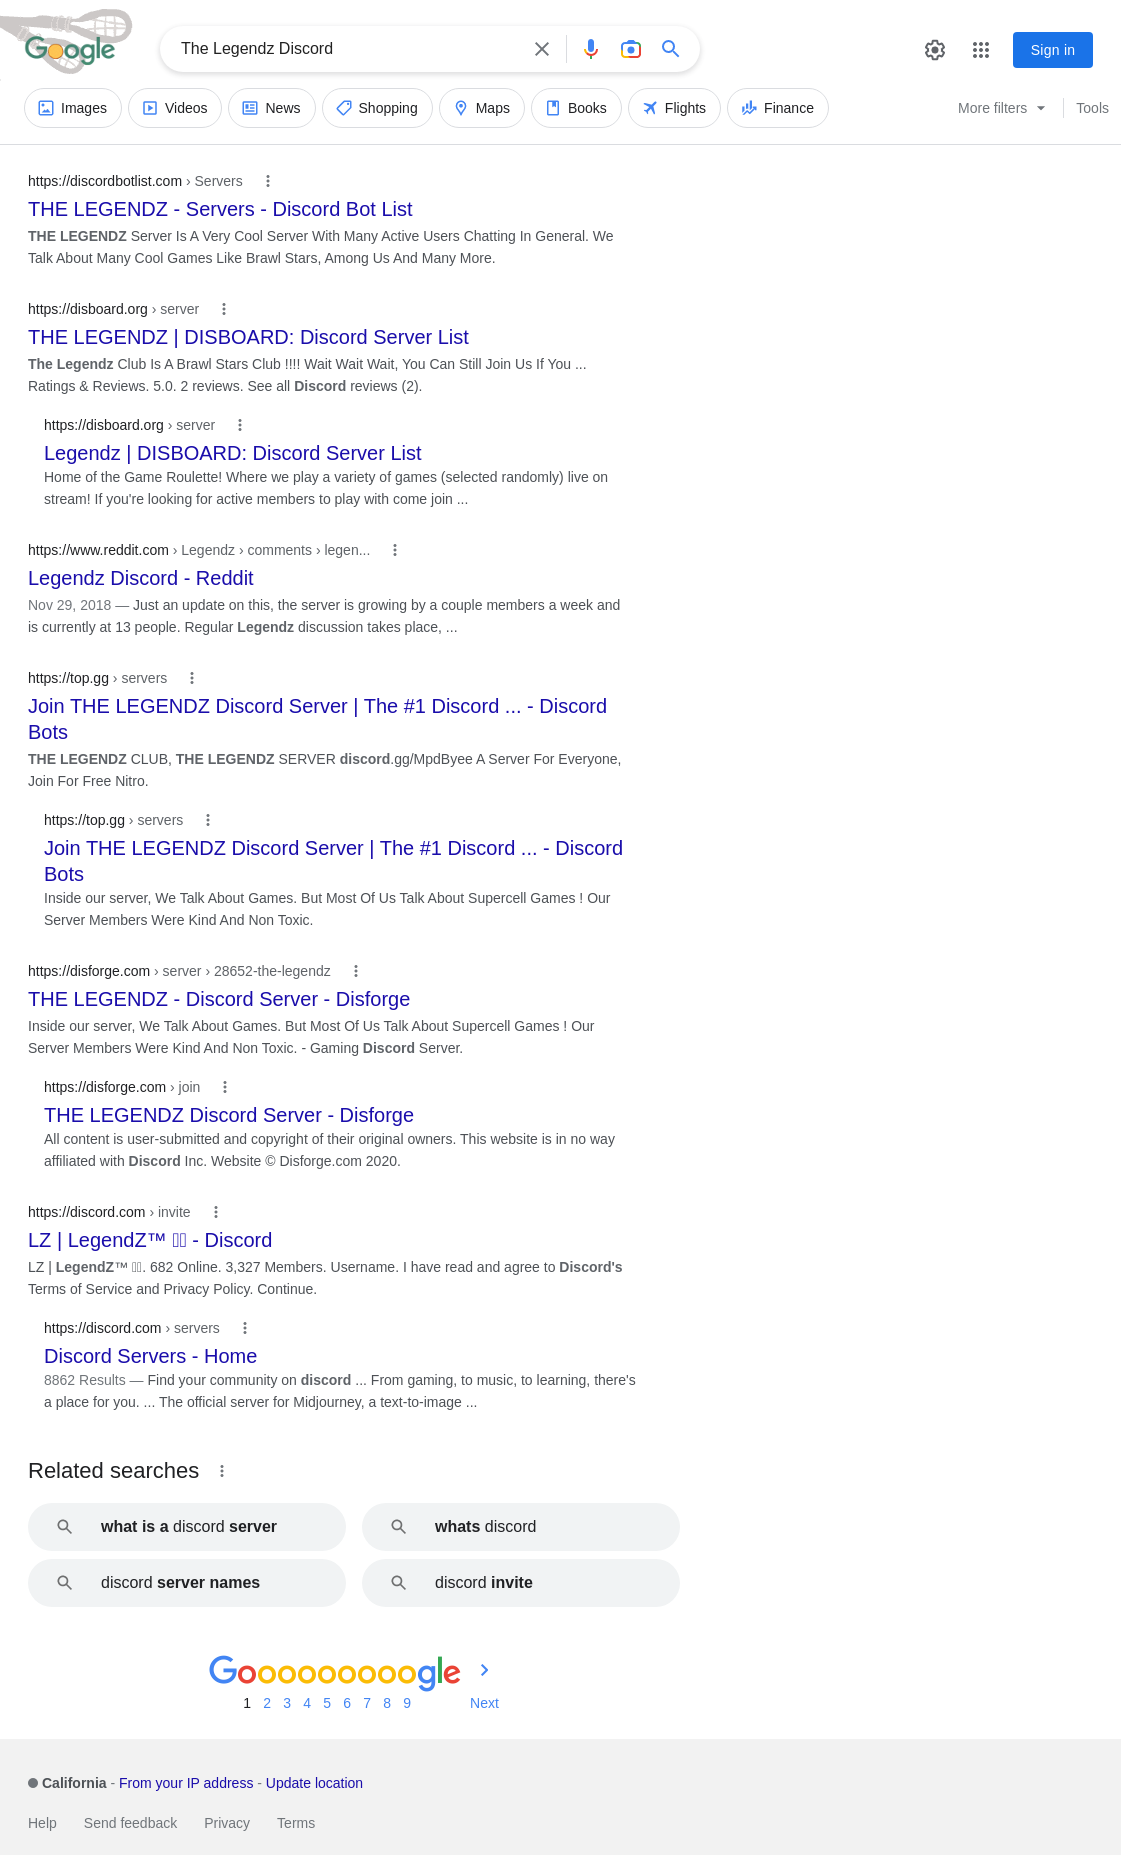 Google
The Legendz Discord
Sign in
Images
Videos
News
Shopping
Maps
Books
Flights
Finance
More filters
Tools
https://discordbotlist.com › Servers
THE LEGENDZ - Servers - Discord Bot List
THE LEGENDZ Server Is A Very Cool Server With Many Active Users Chatting In General. We
Talk About Many Cool Games Like Brawl Stars, Among Us And Many More.
https://disboard.org › server
THE LEGENDZ | DISBOARD: Discord Server List
The Legendz Club Is A Brawl Stars Club !!!! Wait Wait Wait, You Can Still Join Us If You ...
Ratings & Reviews. 5.0. 2 reviews. See all Discord reviews (2).
https://disboard.org › server
Legendz | DISBOARD: Discord Server List
Home of the Game Roulette! Where we play a variety of games (selected randomly) live on
stream! If you're looking for active members to play with come join ...
https://www.reddit.com › Legendz › comments › legen...
Legendz Discord - Reddit
Nov 29, 2018 — Just an update on this, the server is growing by a couple members a week and
is currently at 13 people. Regular Legendz discussion takes place, ...
https://top.gg › servers
Join THE LEGENDZ Discord Server | The #1 Discord ... - Discord
Bots
THE LEGENDZ CLUB, THE LEGENDZ SERVER discord.gg/MpdByee A Server For Everyone,
Join For Free Nitro.
https://top.gg › servers
Join THE LEGENDZ Discord Server | The #1 Discord ... - Discord
Bots
Inside our server, We Talk About Games. But Most Of Us Talk About Supercell Games ! Our
Server Members Were Kind And Non Toxic.
https://disforge.com › server › 28652-the-legendz
THE LEGENDZ - Discord Server - Disforge
Inside our server, We Talk About Games. But Most Of Us Talk About Supercell Games ! Our
Server Members Were Kind And Non Toxic. - Gaming Discord Server.
https://disforge.com › join
THE LEGENDZ Discord Server - Disforge
All content is user-submitted and copyright of their original owners. This website is in no way
affiliated with Discord Inc. Website © Disforge.com 2020.
https://discord.com › invite
LZ | LegendZ™ - Discord
LZ | LegendZ™ . 682 Online. 3,327 Members. Username. I have read and agree to Discord's
Terms of Service and Privacy Policy. Continue.
https://discord.com › servers
Discord Servers - Home
8862 Results — Find your community on discord ... From gaming, to music, to learning, there's
a place for you. ... The official server for Midjourney, a text-to-image ...
Related searches
what is a discord server
whats discord
discord server names
discord invite
Goooooooooogle
1 2 3 4 5 6 7 8 9 Next
California - From your IP address - Update location
Help Send feedback Privacy Terms